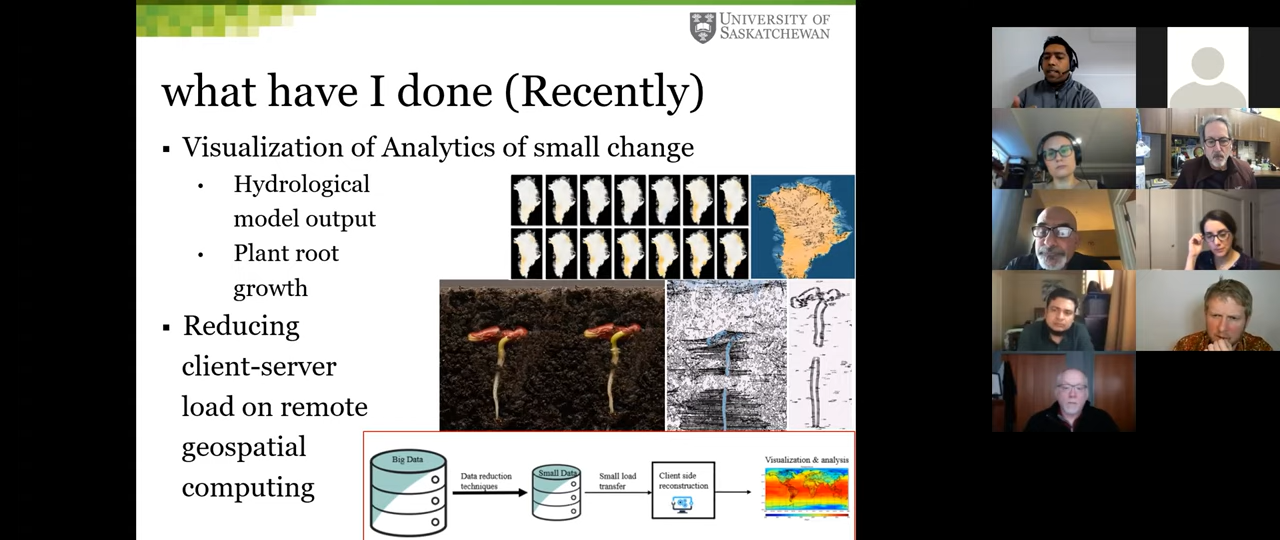 UNIVERSITY OF
SASKATCHEWAN
what have I done (Recently)
▪ Visualization of Analytics of small change
• Hydrological
model output
• Plant root
growth
▪ Reducing
client-server
load on remote
geospatial
computing
Big Data
Data reduction
techniques
Small Data
Small load
transfer
Client side
reconstruction
Visualization & analysis